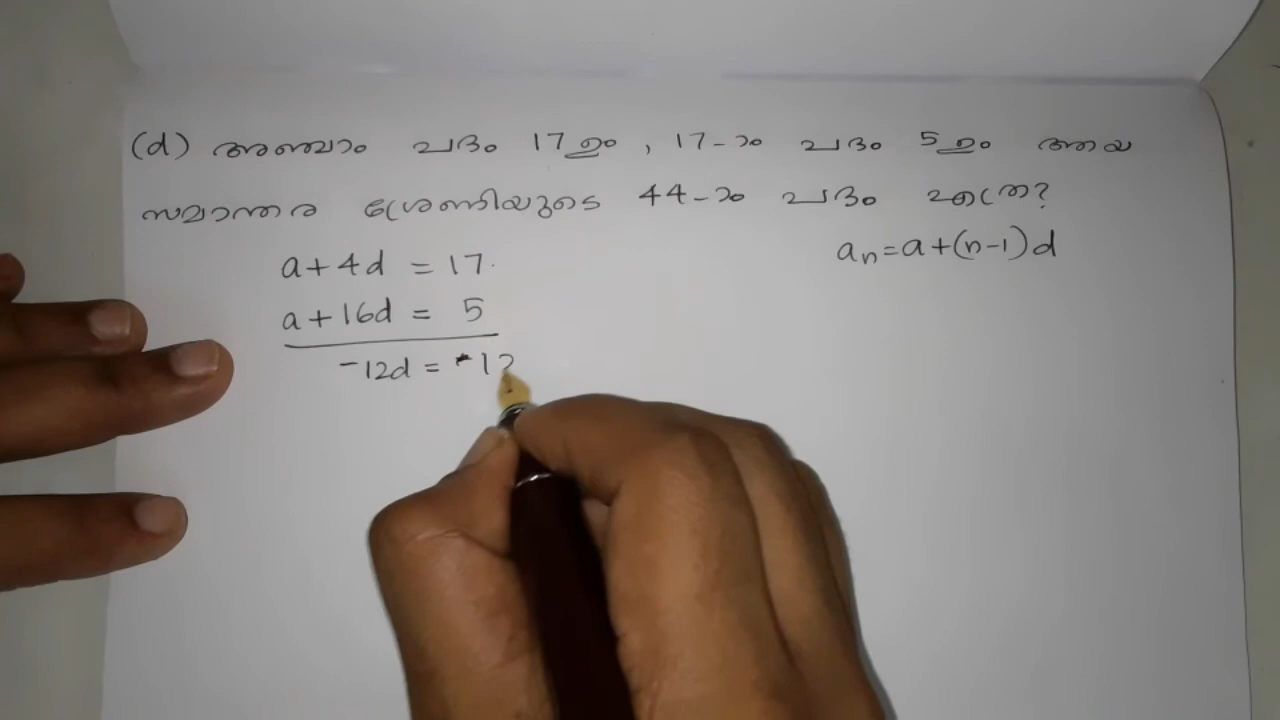 (d) അഞ്ചാം പദം 17ഉം , 17-ാം പദം 5ഉം ആയ
സമാന്തര ശ്രേണിയുടെ 44-ാം പദം എത്ര?
a+4d = 17
aₙ=a+(n-1)d
a+16d = 5
-12d = -12